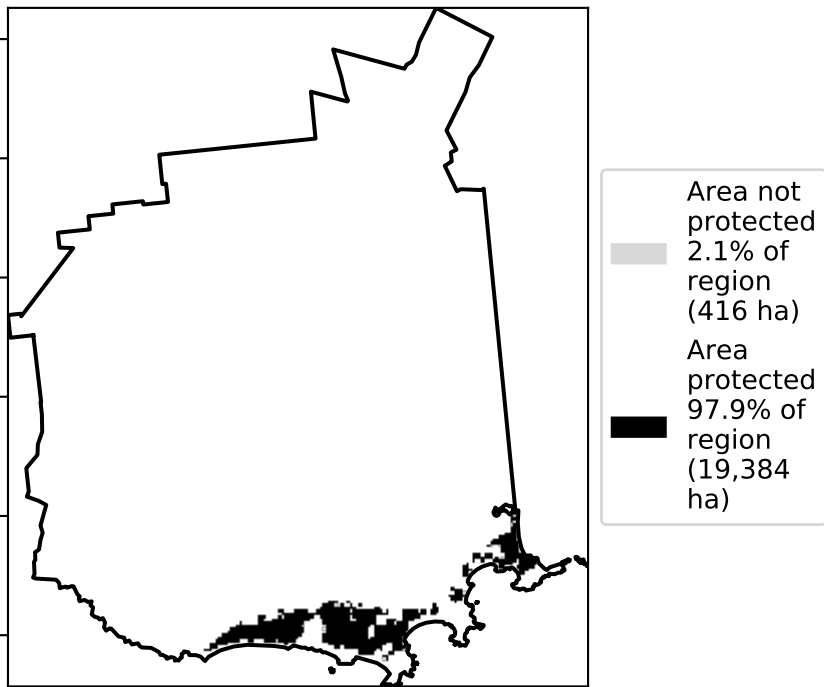 Area not
protected
2.1% of
region
(416 ha)
Area
protected
97.9% of
region
(19,384
ha)